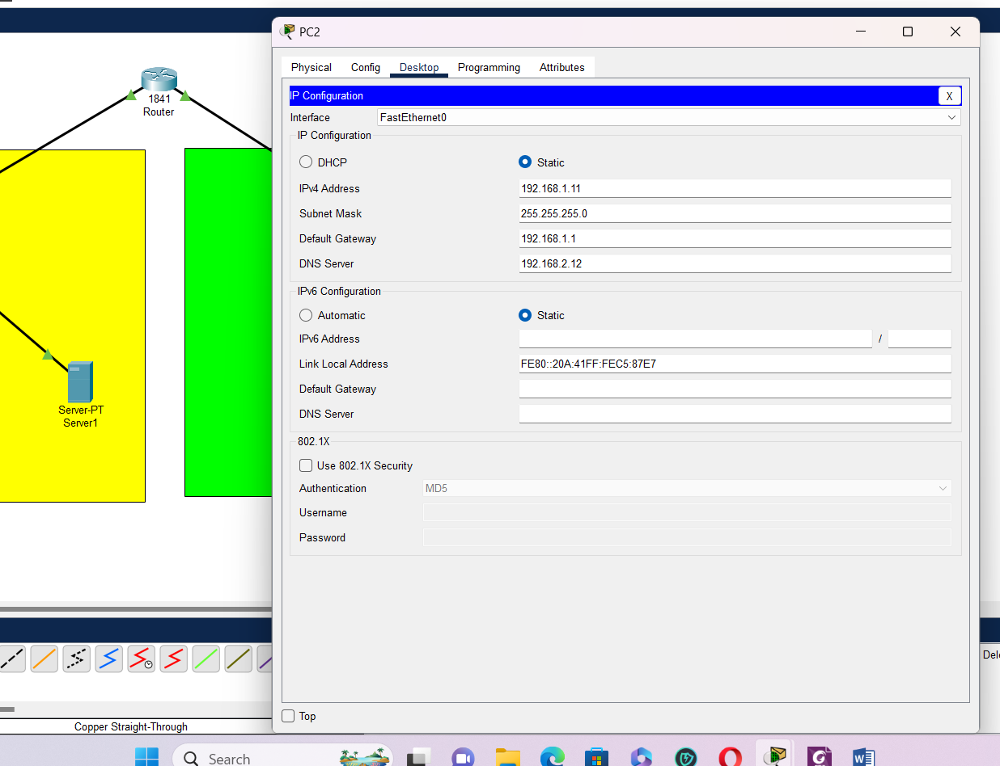 PC2
Physical Config Desktop Programming Attributes
IP Configuration X
Interface FastEthernet0
IP Configuration
DHCP Static
IPv4 Address 192.168.1.11
Subnet Mask 255.255.255.0
Default Gateway 192.168.1.1
DNS Server 192.168.2.12
IPv6 Configuration
Automatic Static
IPv6 Address /
Link Local Address FE80::20A:41FF:FEC5:87E7
Default Gateway
DNS Server
802.1X
Use 802.1X Security
Authentication MD5
Username
Password
Top
1841
Router
Server-PT
Server1
Copper Straight-Through
Search